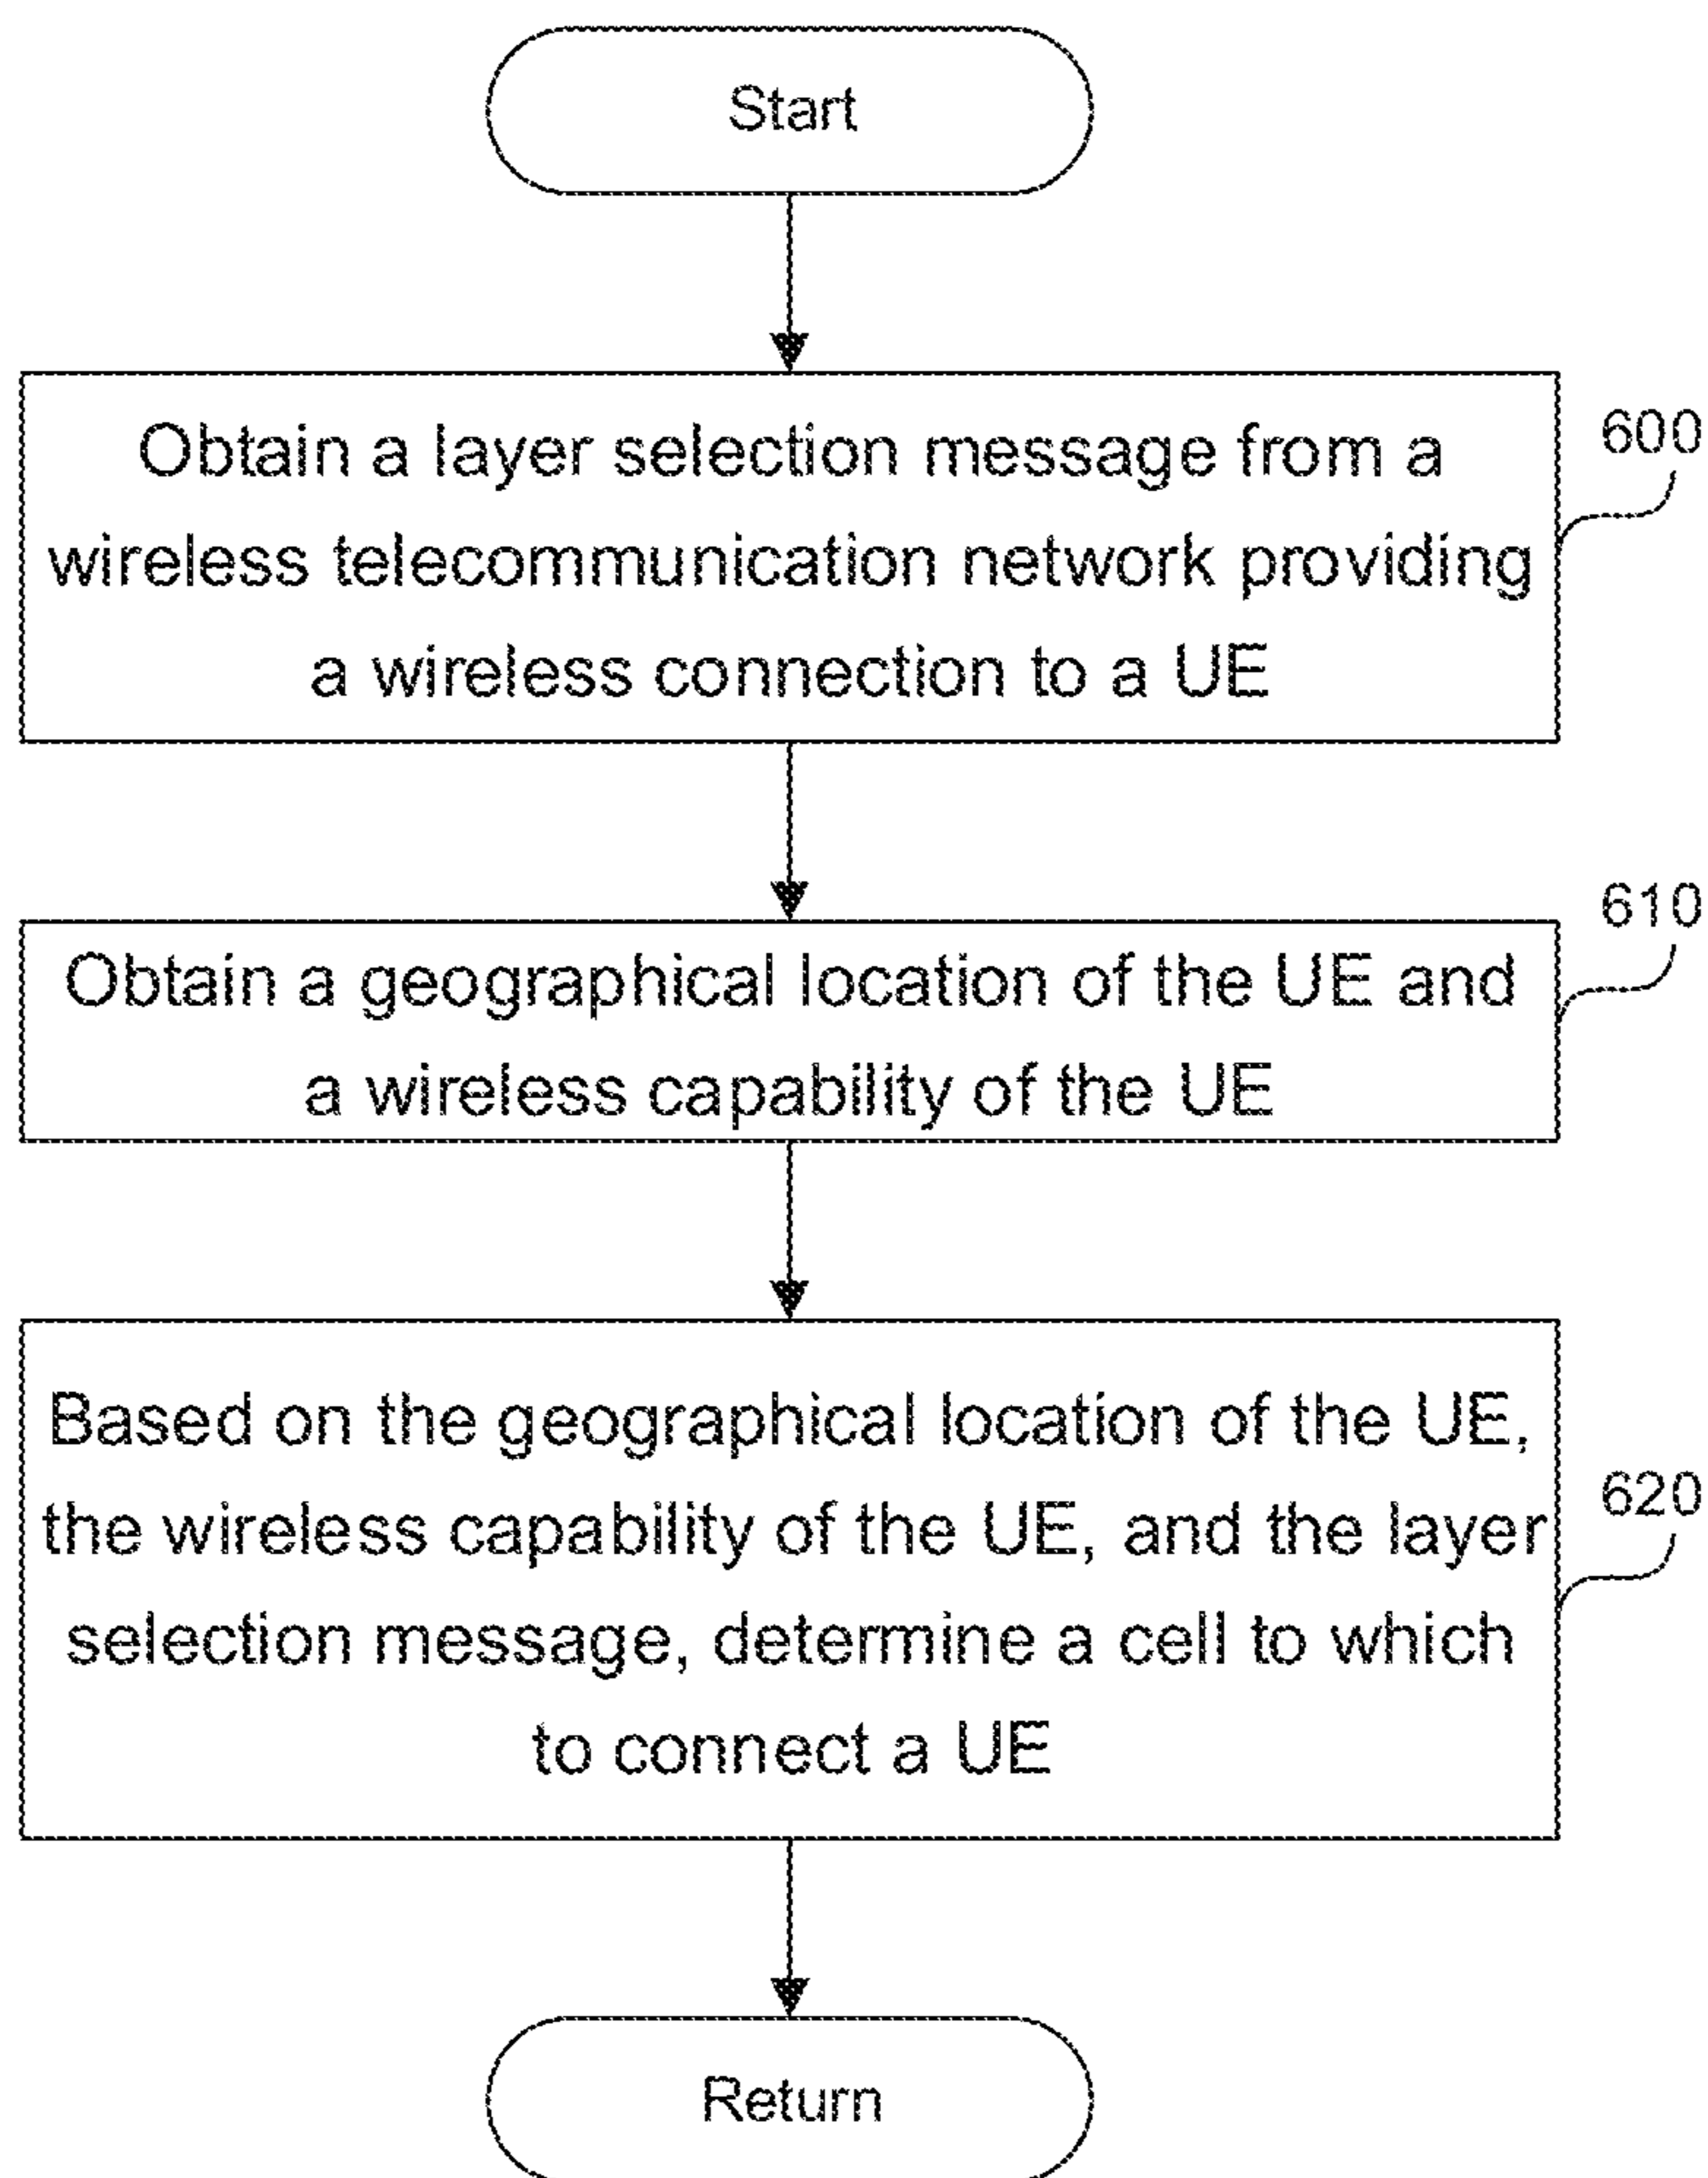 Start
Obtain a layer selection message from a
wireless telecommunication network providing
a wireless connection to a UE
600
Obtain a geographical location of the UE and
a wireless capability of the UE
610
Based on the geographical location of the UE,
the wireless capability of the UE, and the layer
selection message, determine a cell to which
to connect a UE
620
Return